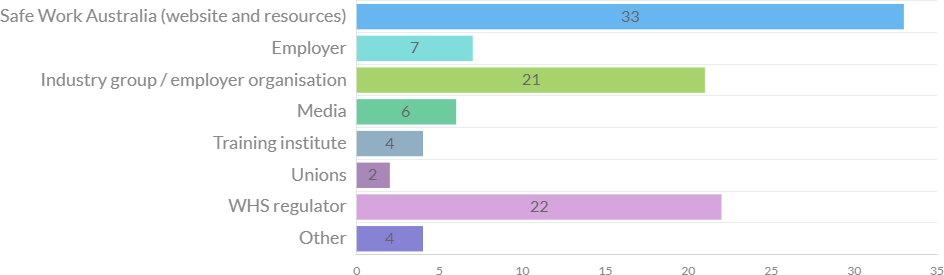 Safe Work Australia (website and resources) 33
Employer 7
Industry group / employer organisation 21
Media 6
Training institute 4
Unions 2
WHS regulator 22
Other 4
0 5 10 15 20 25 30 35